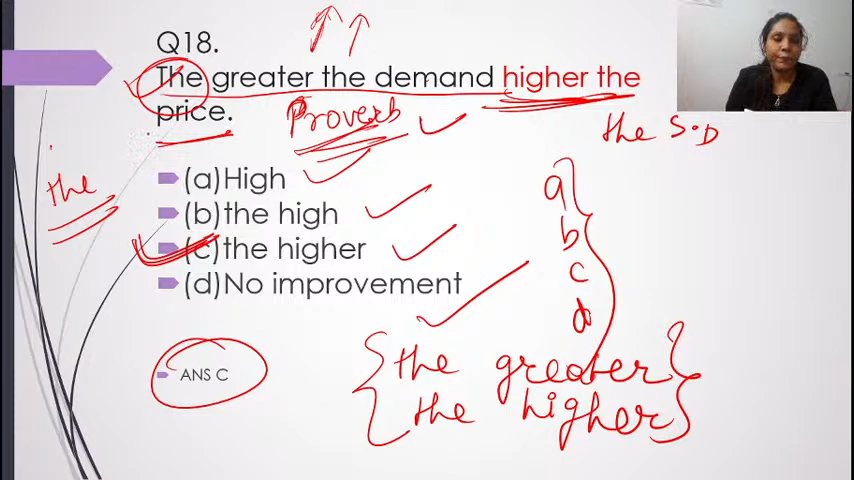 Q18.
The greater the demand higher the
price.
Proverb
the S.D
the
(a)High
(b)the high
(c)the higher
(d)No improvement
a
b
c
d
ANS C
the greater
the higher